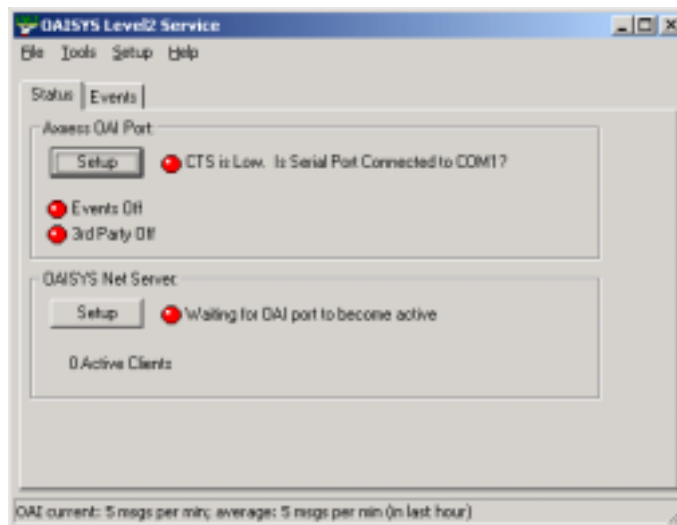 OAISYS Level2 Service
File Tools Setup Help
Status Events
Axxess OAI Port
Setup CTS is Low. Is Serial Port Connected to COM1?
Events Off
3rd Party Off
OAISYS Net Server
Setup Waiting for OAI port to become active
0 Active Clients
OAI current: 5 msgs per min; average: 5 msgs per min (in last hour)